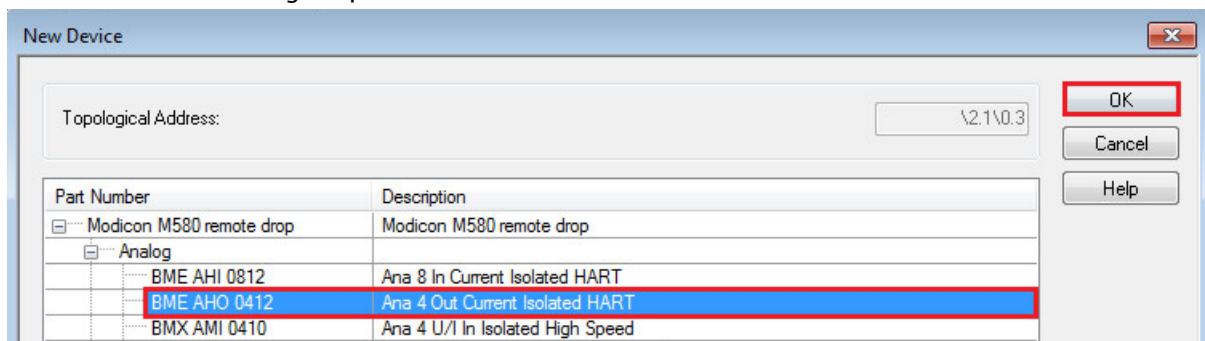 New Device
Topological Address: \2.1\0.3
OK
Cancel
Help
Part Number Description
Modicon M580 remote drop Modicon M580 remote drop
Analog
BME AHI 0812 Ana 8 In Current Isolated HART
BME AHO 0412 Ana 4 Out Current Isolated HART
BMX AMI 0410 Ana 4 U/I In Isolated High Speed